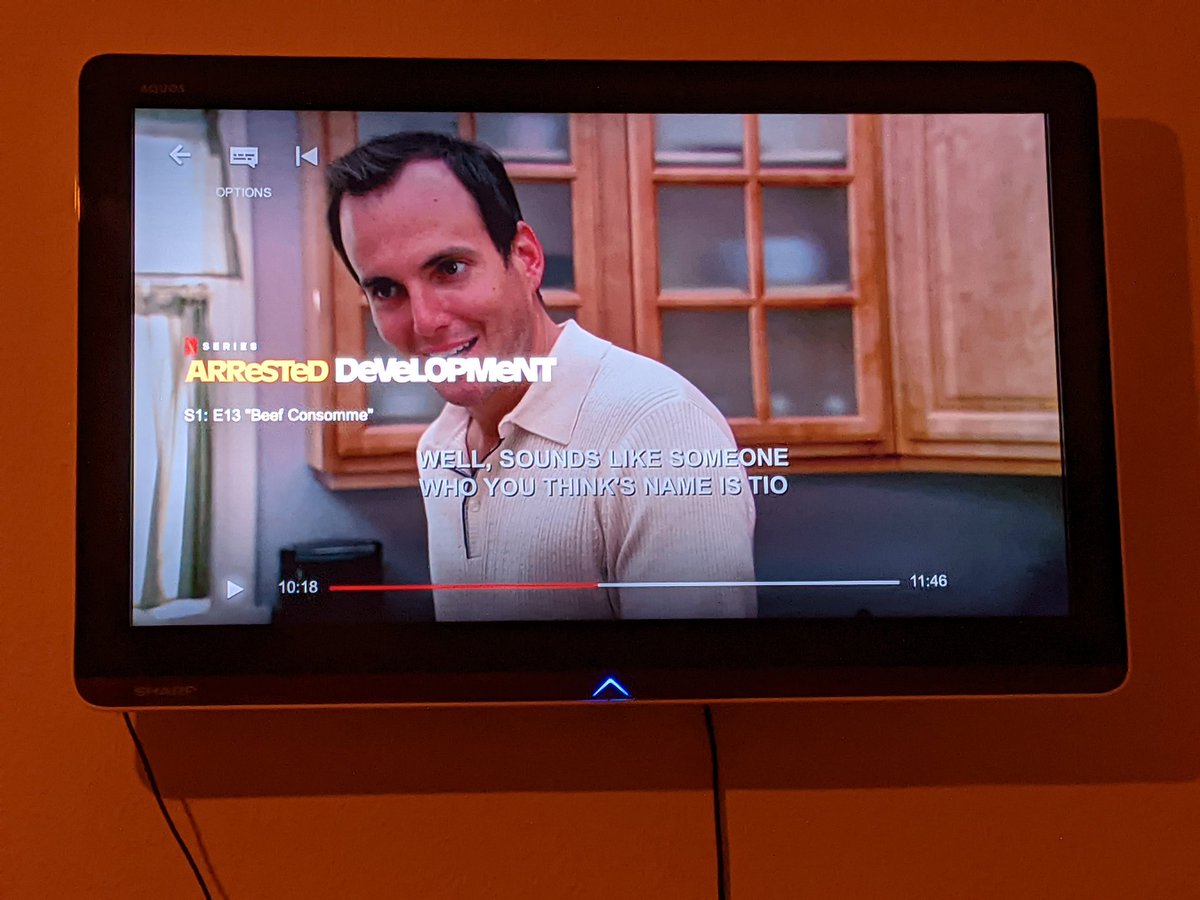 AQUOS
OPTIONS
N SERIES
ARReSTeD DeVeLOPMeNT
S1: E13 "Beef Consomme"
WELL, SOUNDS LIKE SOMEONE
WHO YOU THINK'S NAME IS TIO
10:18
11:46
SHARP